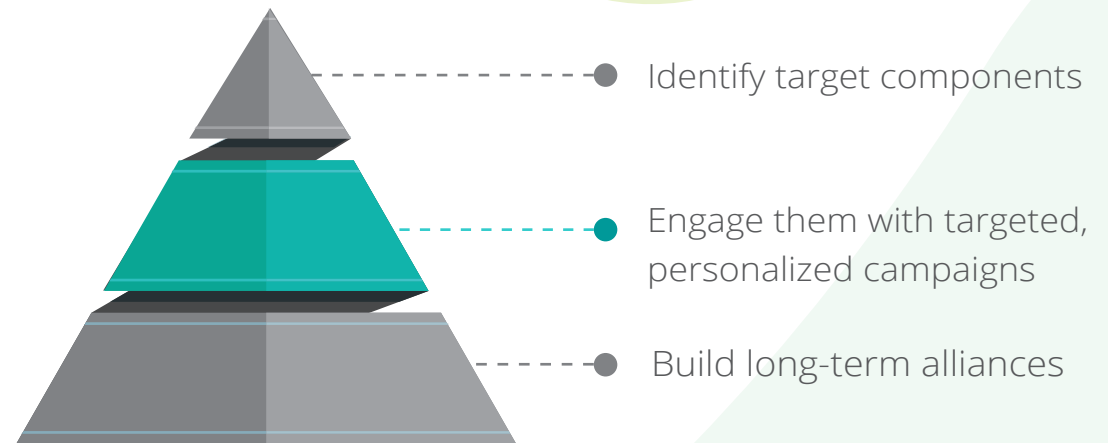 Identify target components
Engage them with targeted,
personalized campaigns
Build long-term alliances